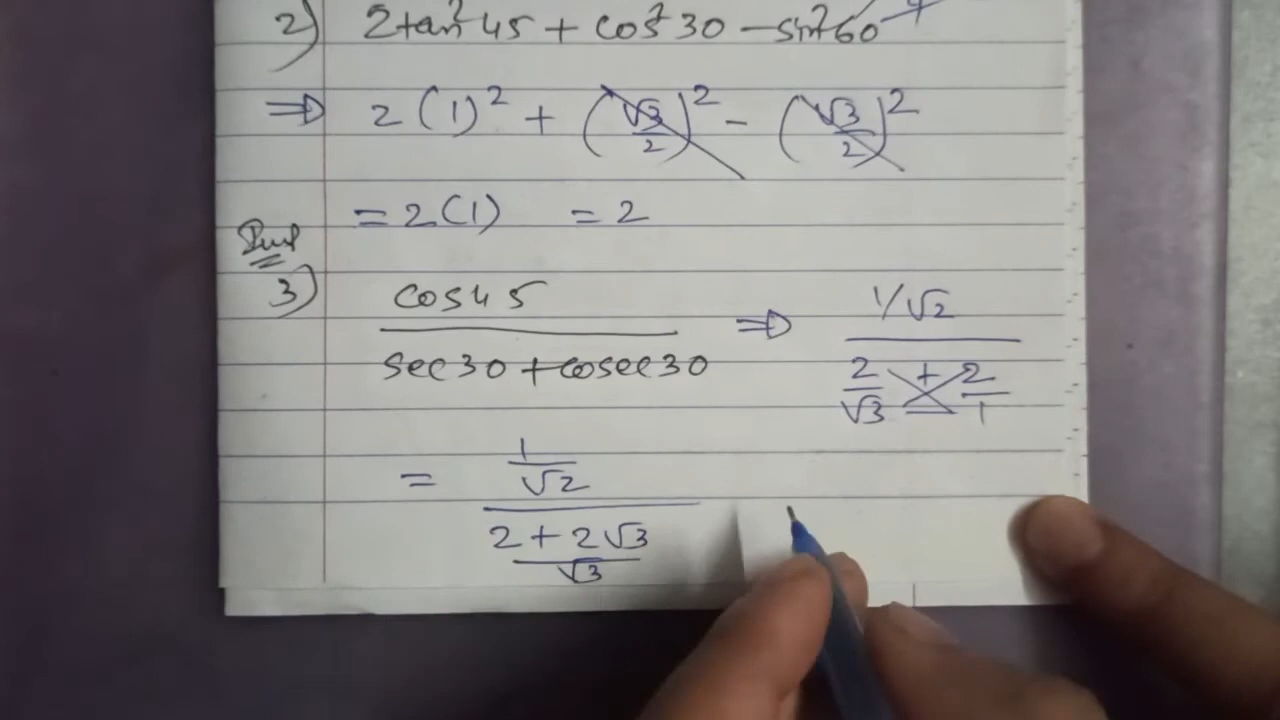 2) 2tan²45 + cos²30 - sin²60
⇒ 2(1)² + (√3/2)² - (√3/2)²
= 2(1) = 2
3) cos45 / sec30 + cosec30 ⇒ 1/√2 / 2/√3 + 2/1
= 1/√2 / 2 + 2√3 / √3